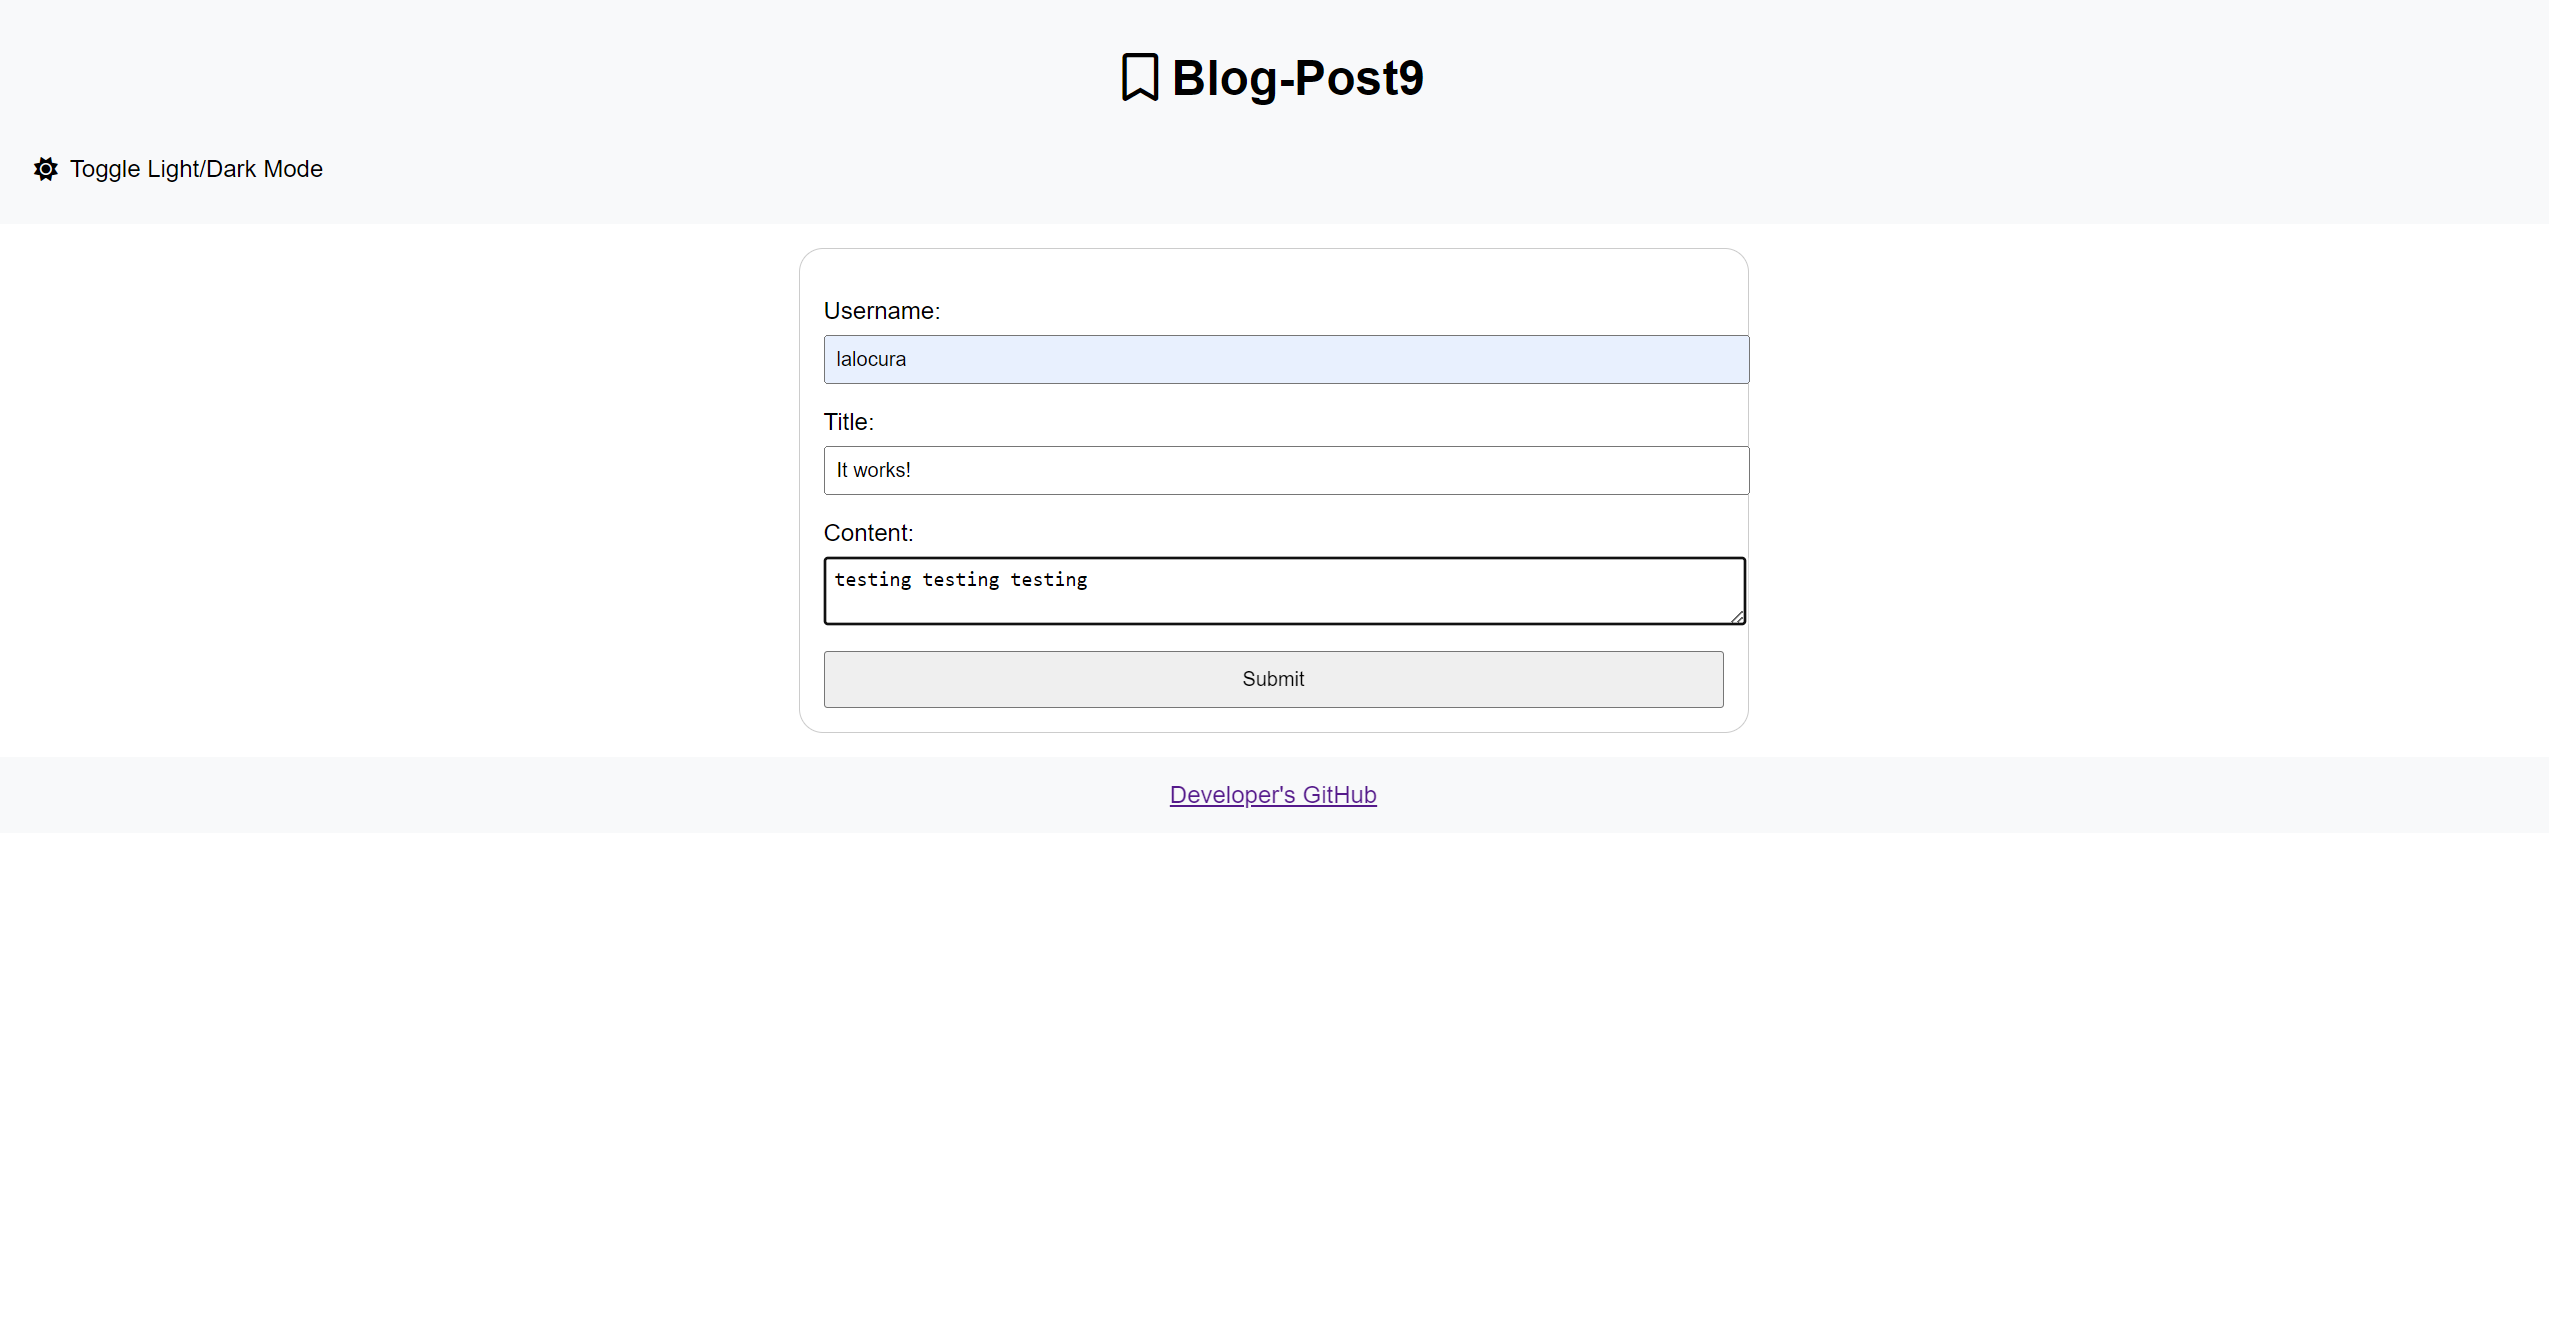 Blog-Post9
Toggle Light/Dark Mode
Username:
lalocura
Title:
It works!
Content:
testing testing testing
Submit
Developer's GitHub